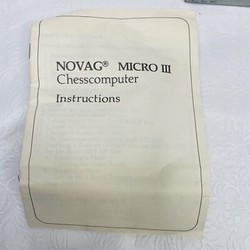 NOVAG® MICRO III
Chesscomputer
Instructions